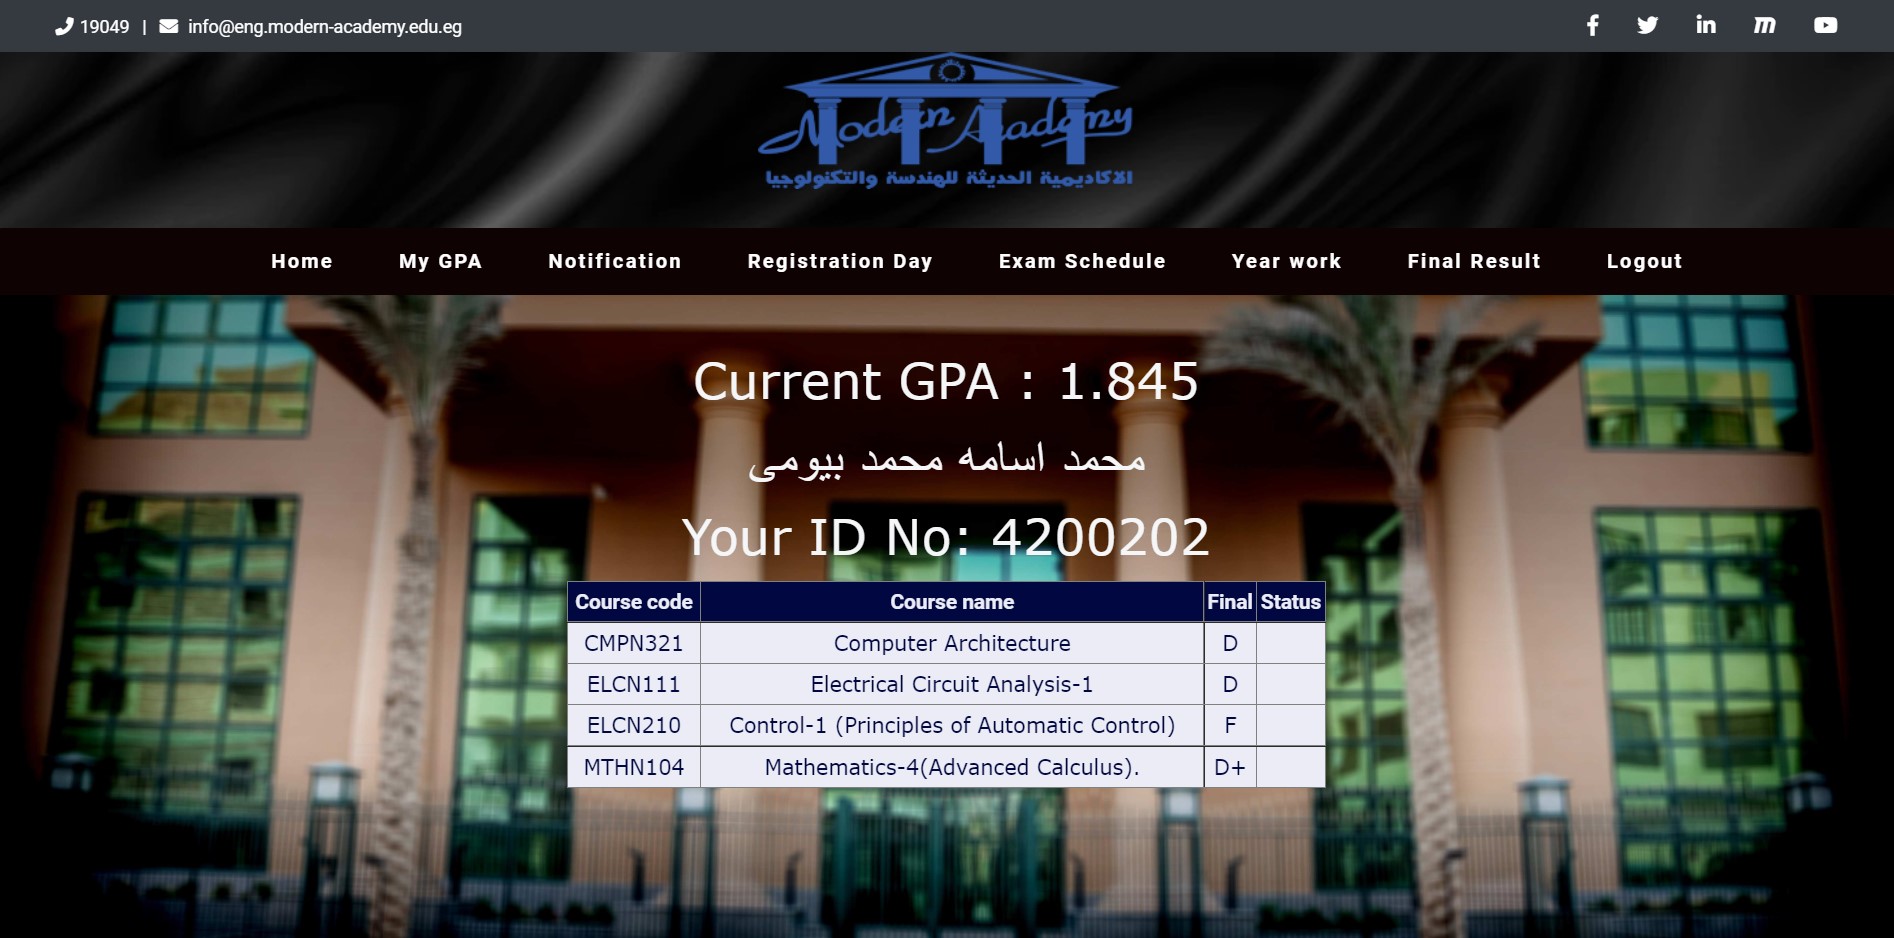 19049 | info@eng.modern-academy.edu.eg
Modern Academy
الاكاديمية الحديثة للهندسة والتكنولوجيا
Home My GPA Notification Registration Day Exam Schedule Year work Final Result Logout
Current GPA : 1.845
محمد اسامه محمد بيومى
Your ID No: 4200202
Course code Course name Final Status
CMPN321 Computer Architecture D
ELCN111 Electrical Circuit Analysis-1 D
ELCN210 Control-1 (Principles of Automatic Control) F
MTHN104 Mathematics-4(Advanced Calculus). D+